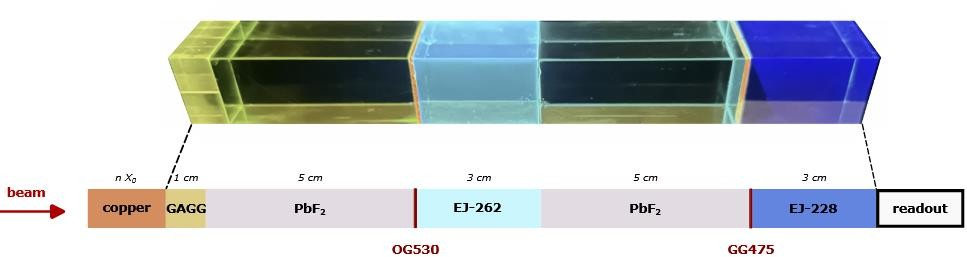 n X₀ 1 cm 5 cm 3 cm 5 cm 3 cm
beam
copper GAGG PbF₂ EJ-262 PbF₂ EJ-228 readout
OG530 GG475